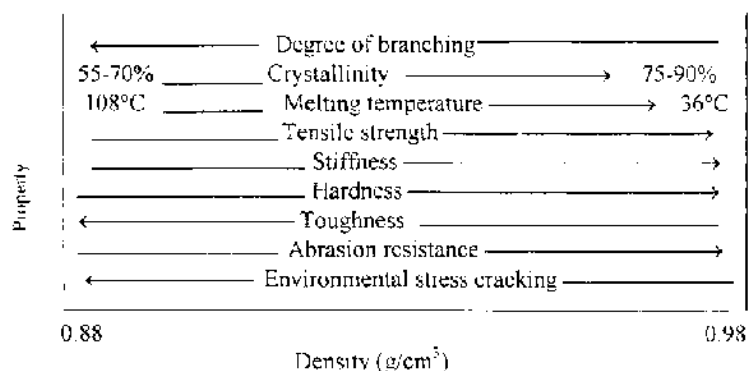 Degree of branching
55-70% Crystallinity 75-90%
108°C Melting temperature 36°C
Tensile strength
Stiffness
Hardness
Toughness
Abrasion resistance
Environmental stress cracking
Property
0.88 0.98
Density (g/cm³)